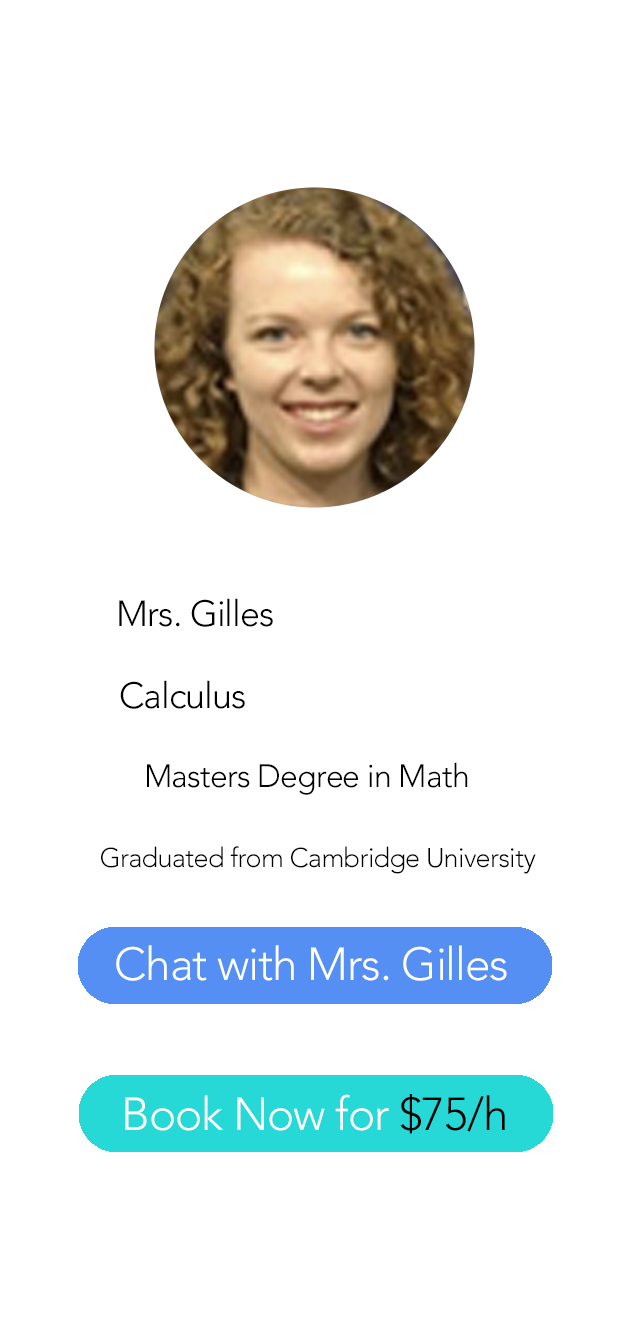 Mrs. Gilles
Calculus
Masters Degree in Math
Graduated from Cambridge University
Chat with Mrs. Gilles
Book Now for $75/h